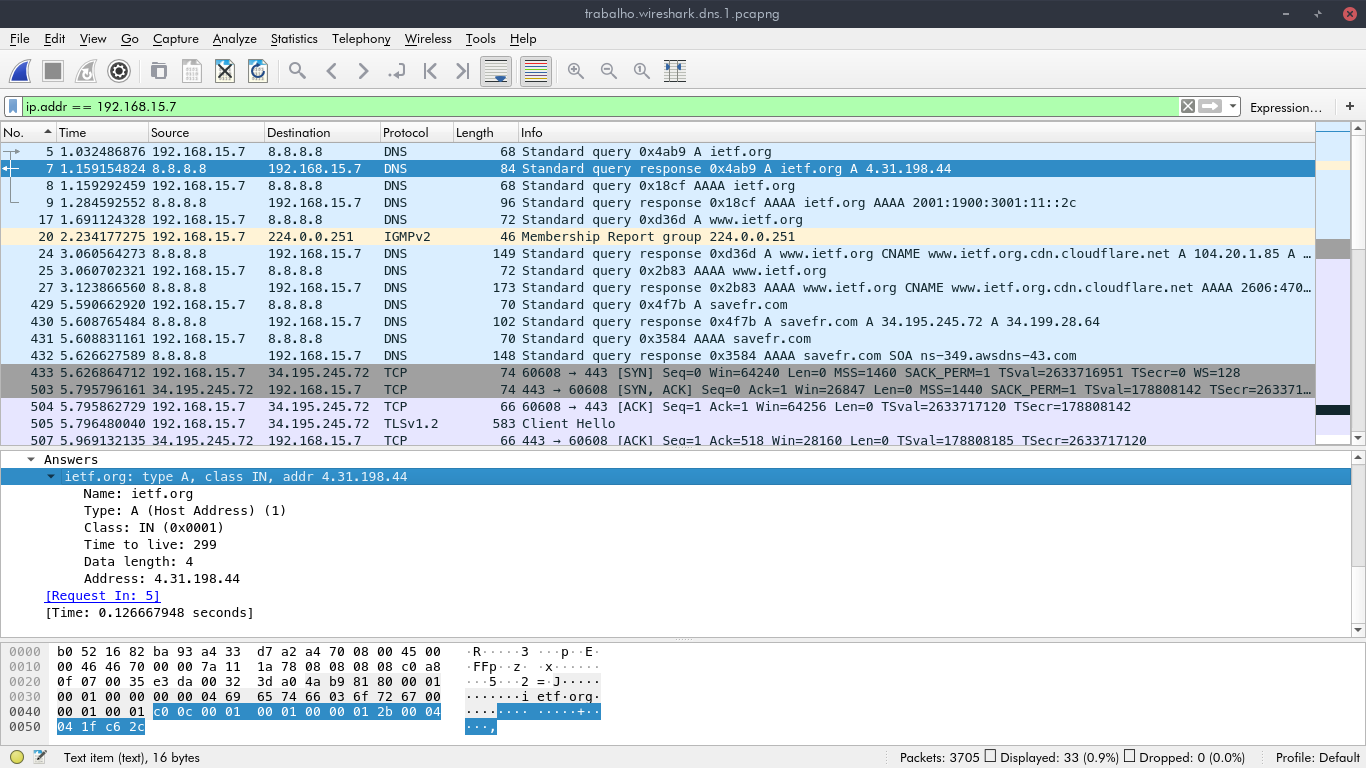 trabalho.wireshark.dns.1.pcapng
File Edit View Go Capture Analyze Statistics Telephony Wireless Tools Help
ip.addr == 192.168.15.7 Expression… +
No. Time Source Destination Protocol Length Info
5 1.032486876 192.168.15.7 8.8.8.8 DNS 68 Standard query 0x4ab9 A ietf.org
7 1.159154824 8.8.8.8 192.168.15.7 DNS 84 Standard query response 0x4ab9 A ietf.org A 4.31.198.44
8 1.159292459 192.168.15.7 8.8.8.8 DNS 68 Standard query 0x18cf AAAA ietf.org
9 1.284592552 8.8.8.8 192.168.15.7 DNS 96 Standard query response 0x18cf AAAA ietf.org AAAA 2001:1900:3001:11::2c
17 1.691124328 192.168.15.7 8.8.8.8 DNS 72 Standard query 0xd36d A www.ietf.org
20 2.234177275 192.168.15.7 224.0.0.251 IGMPv2 46 Membership Report group 224.0.0.251
24 3.060564273 8.8.8.8 192.168.15.7 DNS 149 Standard query response 0xd36d A www.ietf.org CNAME www.ietf.org.cdn.cloudflare.net A 104.20.1.85 A …
25 3.060702321 192.168.15.7 8.8.8.8 DNS 72 Standard query 0x2b83 AAAA www.ietf.org
27 3.123866560 8.8.8.8 192.168.15.7 DNS 173 Standard query response 0x2b83 AAAA www.ietf.org CNAME www.ietf.org.cdn.cloudflare.net AAAA 2606:470…
429 5.590662920 192.168.15.7 8.8.8.8 DNS 70 Standard query 0x4f7b A savefr.com
430 5.608765484 8.8.8.8 192.168.15.7 DNS 102 Standard query response 0x4f7b A savefr.com A 34.195.245.72 A 34.199.28.64
431 5.608831161 192.168.15.7 8.8.8.8 DNS 70 Standard query 0x3584 AAAA savefr.com
432 5.626627589 8.8.8.8 192.168.15.7 DNS 148 Standard query response 0x3584 AAAA savefr.com SOA ns-349.awsdns-43.com
433 5.626864712 192.168.15.7 34.195.245.72 TCP 74 60608 → 443 [SYN] Seq=0 Win=64240 Len=0 MSS=1460 SACK_PERM=1 TSval=2633716951 TSecr=0 WS=128
503 5.795796161 34.195.245.72 192.168.15.7 TCP 74 443 → 60608 [SYN, ACK] Seq=0 Ack=1 Win=26847 Len=0 MSS=1440 SACK_PERM=1 TSval=178808142 TSecr=263371…
504 5.795862729 192.168.15.7 34.195.245.72 TCP 66 60608 → 443 [ACK] Seq=1 Ack=1 Win=64256 Len=0 TSval=2633717120 TSecr=178808142
505 5.796480040 192.168.15.7 34.195.245.72 TLSv1.2 583 Client Hello
507 5.969132135 34.195.245.72 192.168.15.7 TCP 66 443 → 60608 [ACK] Seq=1 Ack=518 Win=28160 Len=0 TSval=178808185 TSecr=2633717120
Answers
ietf.org: type A, class IN, addr 4.31.198.44
Name: ietf.org
Type: A (Host Address) (1)
Class: IN (0x0001)
Time to live: 299
Data length: 4
Address: 4.31.198.44
[Request In: 5]
[Time: 0.126667948 seconds]
0000 b0 52 16 82 ba 93 a4 33 d7 a2 a4 70 08 00 45 00 ·R·····3 ···p··E·
0010 00 46 46 70 00 00 7a 11 1a 78 08 08 08 08 c0 a8 ·FFp··z· ·x······
0020 0f 07 00 35 e3 da 00 32 3d a0 4a b9 81 80 00 01 ···5···2 =·J·····
0030 00 01 00 00 00 00 04 69 65 74 66 03 6f 72 67 00 ·······i etf·org·
0040 00 01 00 01 c0 0c 00 01 00 01 00 00 01 2b 00 04 ········ ·····+··
0050 04 1f c6 2c ···,
Text item (text), 16 bytes Packets: 3705 Displayed: 33 (0.9%) Dropped: 0 (0.0%) Profile: Default